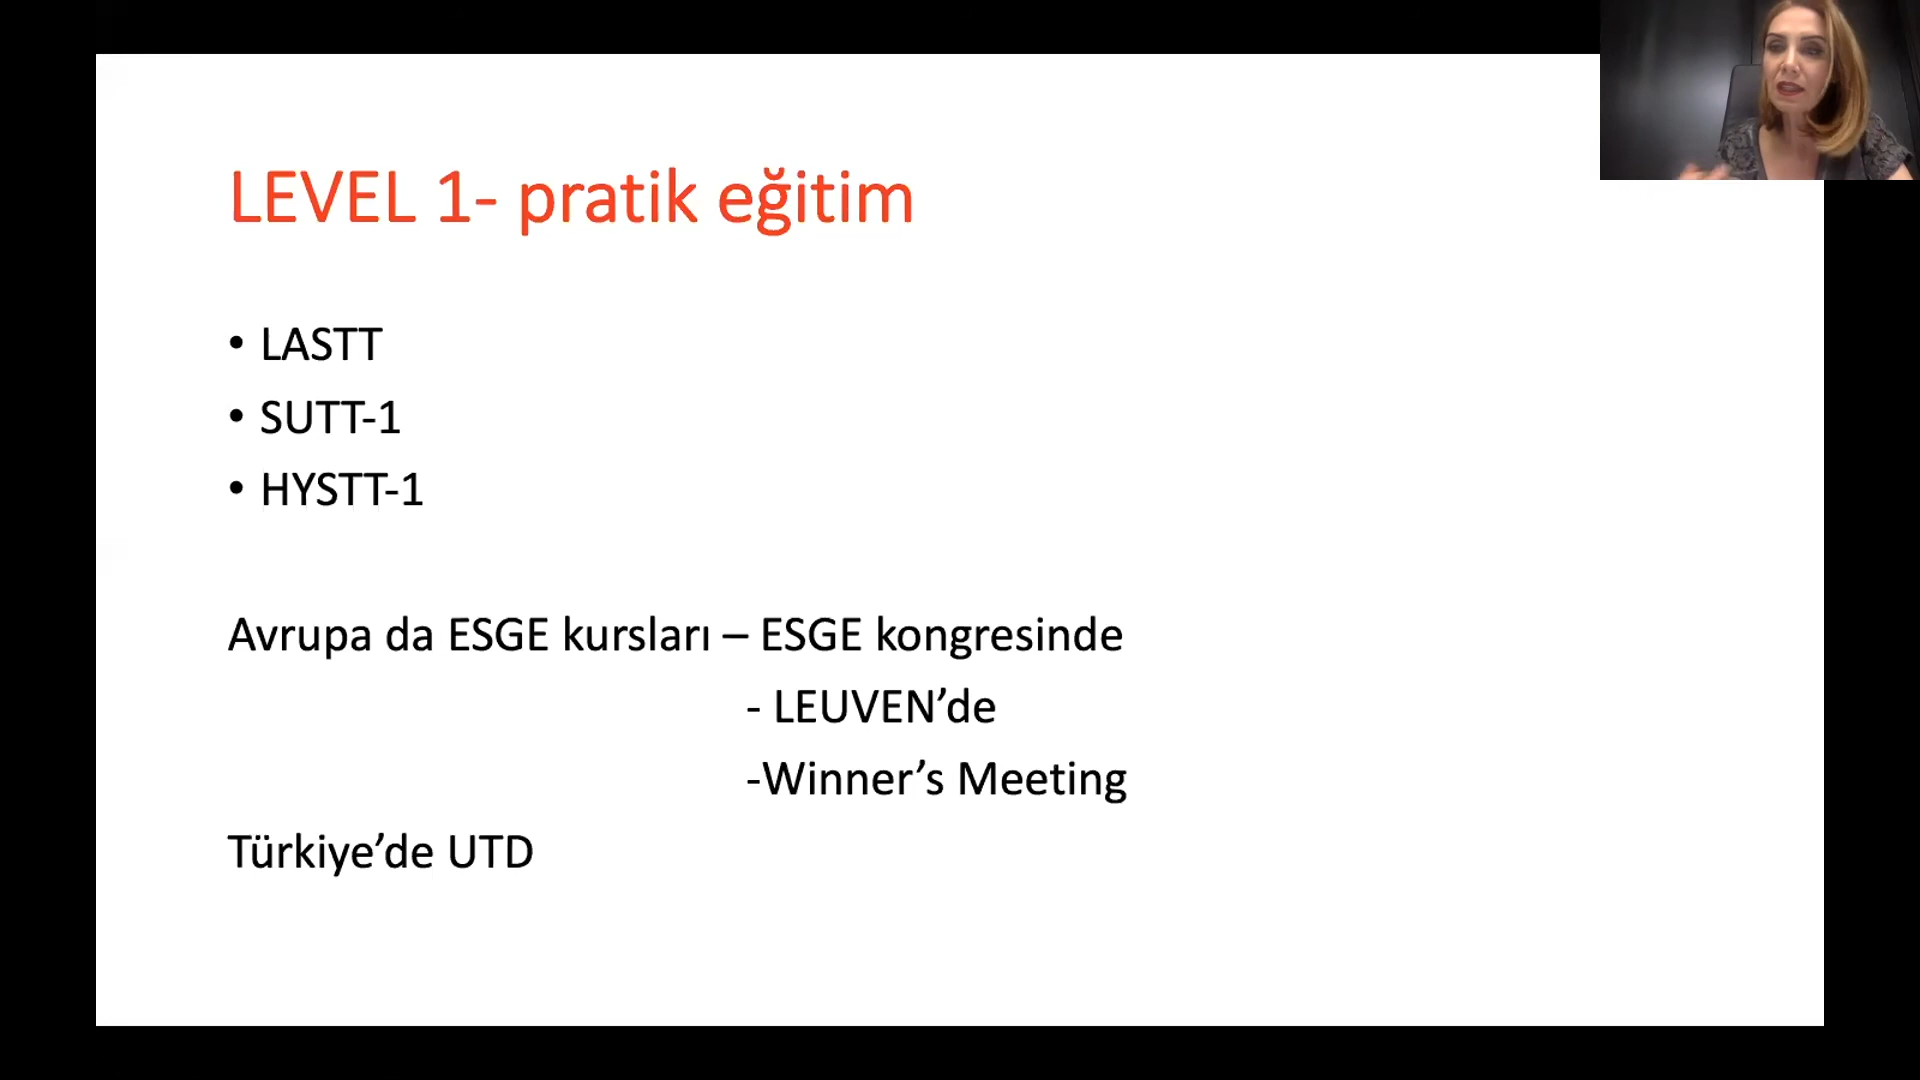 LEVEL 1- pratik eğitim
• LASTT
• SUTT-1
• HYSTT-1
Avrupa da ESGE kursları – ESGE kongresinde
- LEUVEN’de
-Winner’s Meeting
Türkiye’de UTD